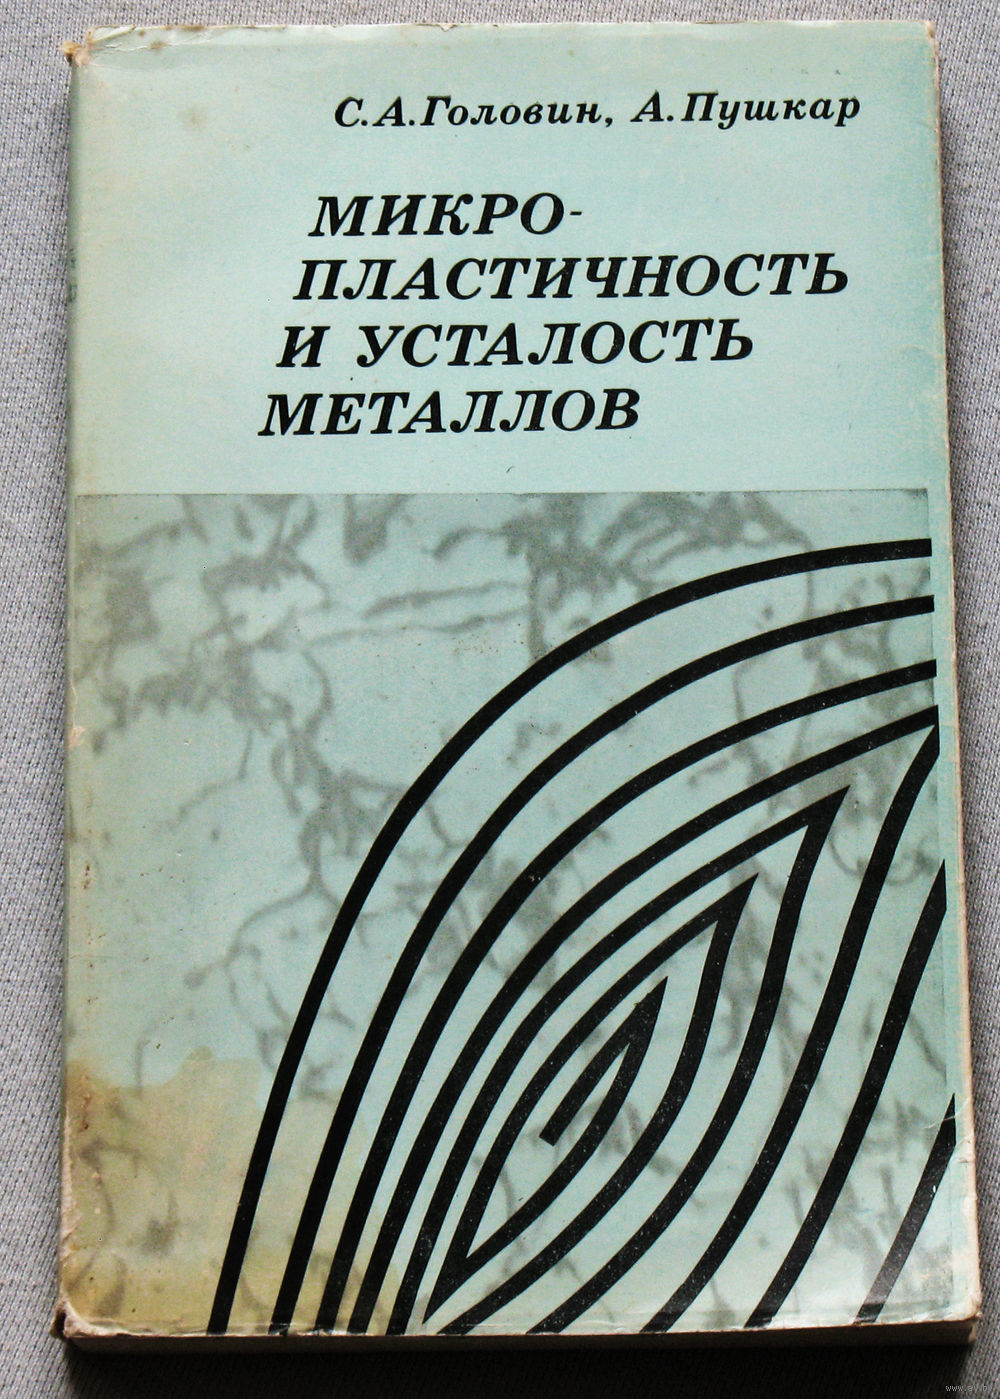 С.А.Головин, А.Пушкар
МИКРО-
ПЛАСТИЧНОСТЬ
И УСТАЛОСТЬ
МЕТАЛЛОВ